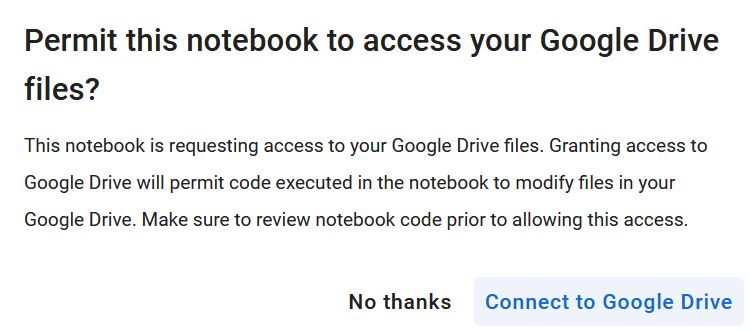 Permit this notebook to access your Google Drive
files?
This notebook is requesting access to your Google Drive files. Granting access to
Google Drive will permit code executed in the notebook to modify files in your
Google Drive. Make sure to review notebook code prior to allowing this access.
No thanks Connect to Google Drive